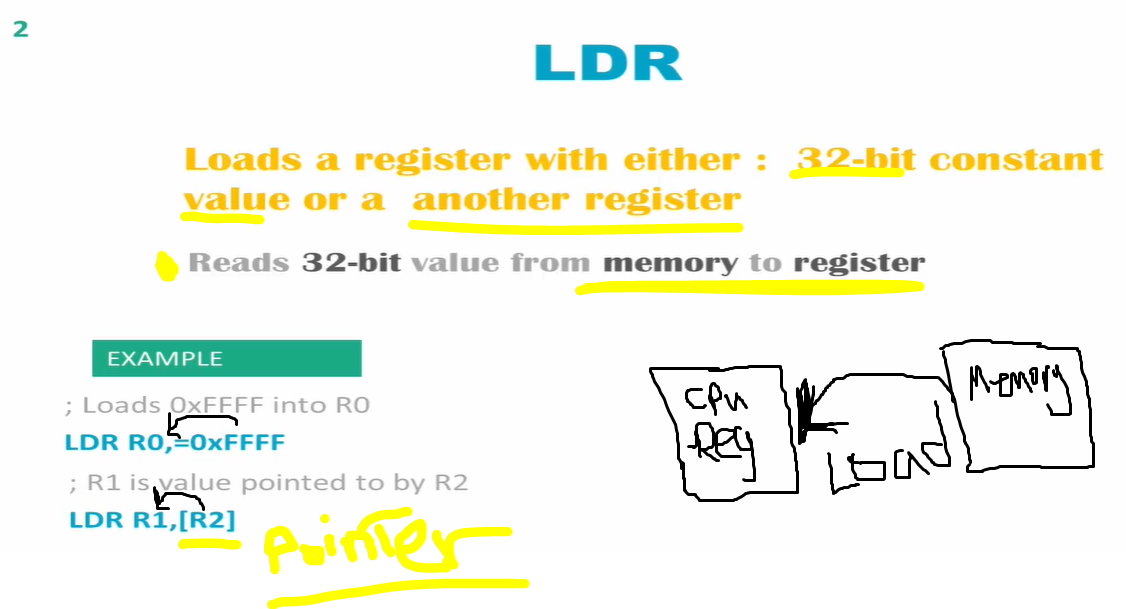 2
LDR
Loads a register with either : 32-bit constant
value or a another register
Reads 32-bit value from memory to register
EXAMPLE
; Loads 0xFFFF into R0
LDR R0,=0xFFFF
; R1 is value pointed to by R2
LDR R1,[R2]
Pointer
CPU
Reg
LOAD
Memory